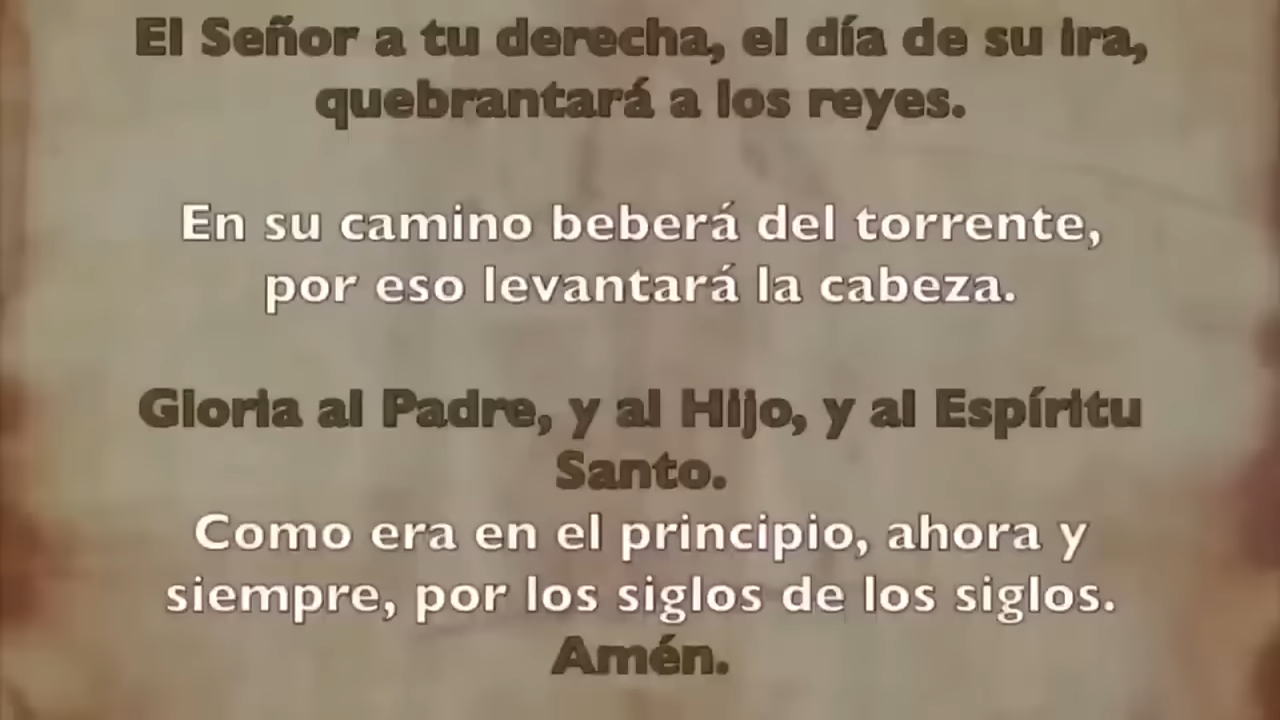 El Señor a tu derecha, el día de su ira,
quebrantará a los reyes.
En su camino beberá del torrente,
por eso levantará la cabeza.
Gloria al Padre, y al Hijo, y al Espíritu
Santo.
Como era en el principio, ahora y
siempre, por los siglos de los siglos.
Amén.